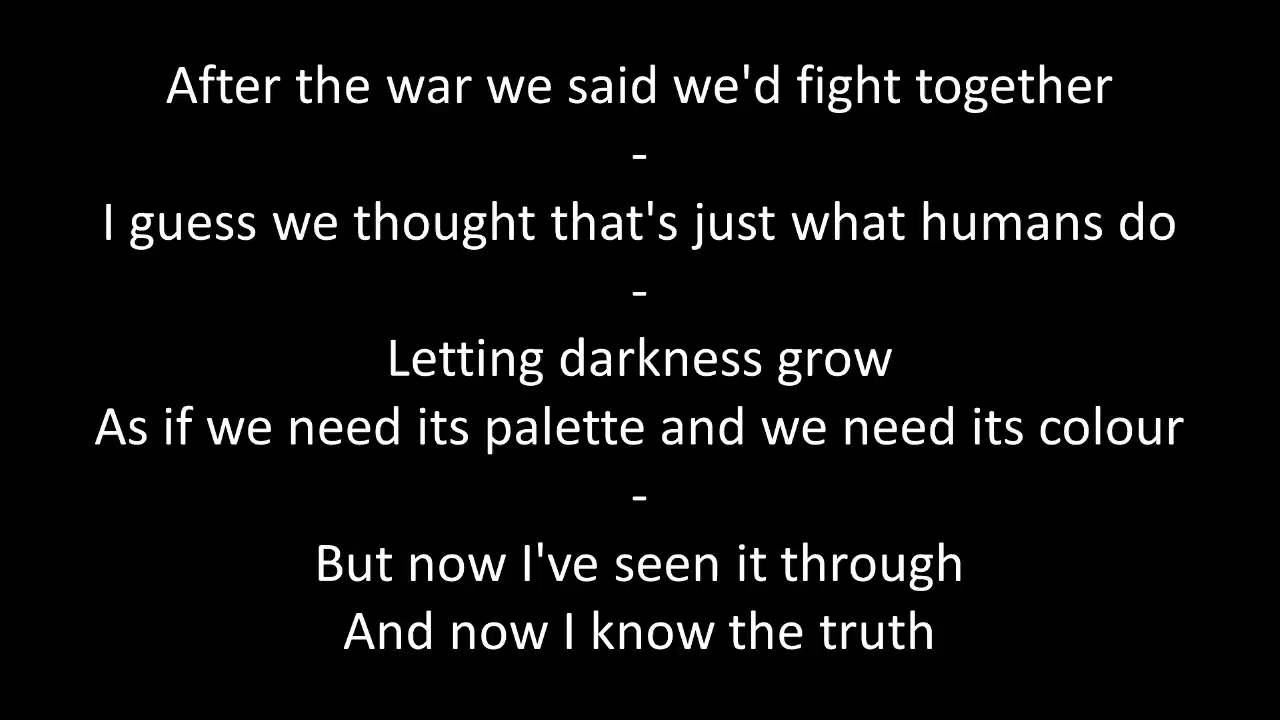 After the war we said we'd fight together
-
I guess we thought that's just what humans do
-
Letting darkness grow
As if we need its palette and we need its colour
-
But now I've seen it through
And now I know the truth